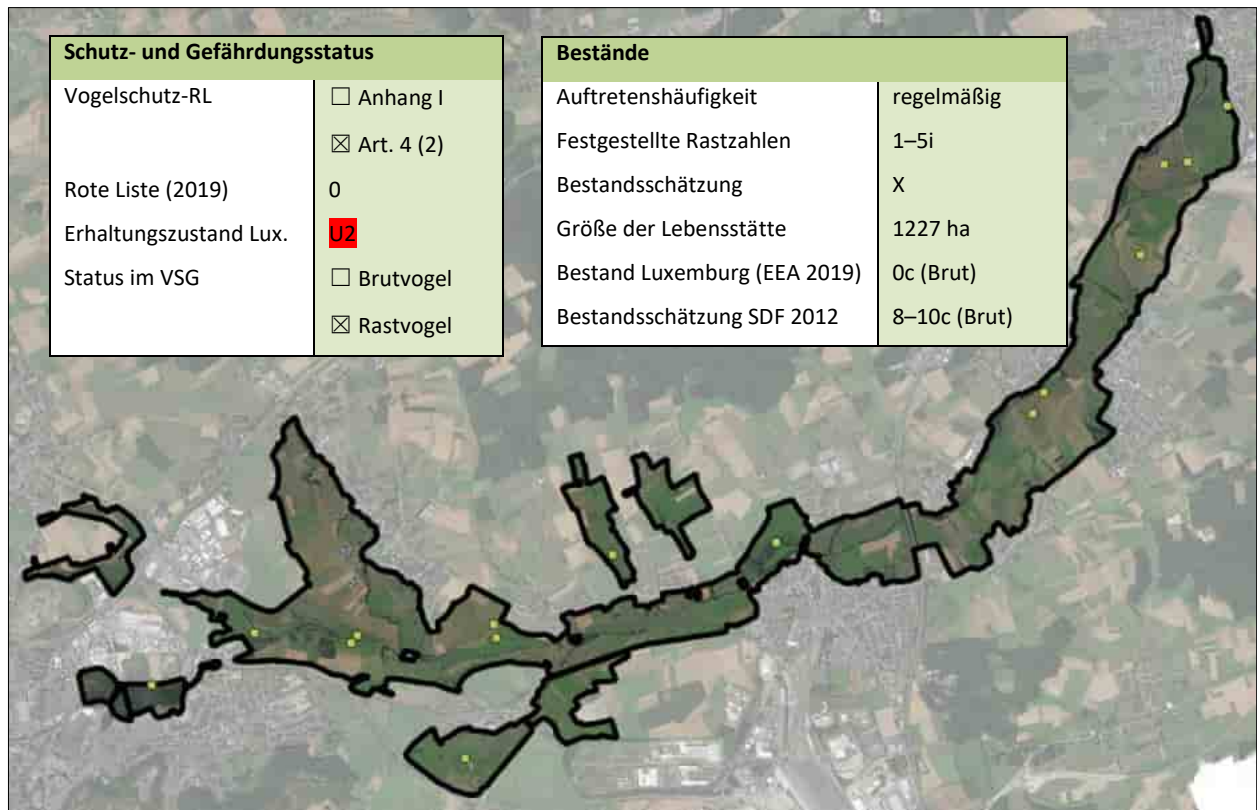 Schutz- und Gefährdungsstatus
Vogelschutz-RL ☐ Anhang I
☒ Art. 4 (2)
Rote Liste (2019) 0
Erhaltungszustand Lux. U2
Status im VSG ☐ Brutvogel
☒ Rastvogel
Bestände
Auftretenshäufigkeit regelmäßig
Festgestellte Rastzahlen 1–5i
Bestandsschätzung X
Größe der Lebensstätte 1227 ha
Bestand Luxemburg (EEA 2019) 0c (Brut)
Bestandsschätzung SDF 2012 8–10c (Brut)